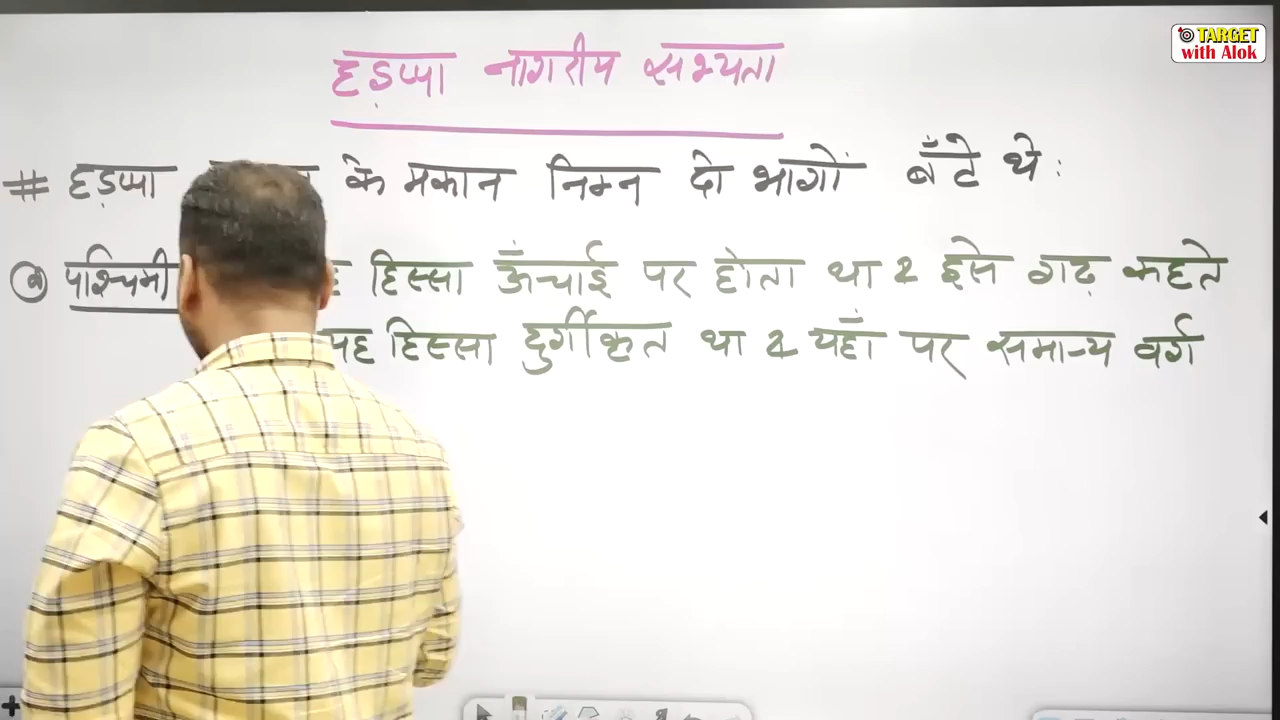 TARGET
with Alok
हड़प्पा नागरीय सभ्यता
# हड़प्पा के मकान निम्न दो भागों बँटे थे:
पश्चिमी हिस्सा ऊँचाई पर होता था & इसे गढ़ कहते
यह हिस्सा दुर्गीकृत था & यहाँ पर समान्य वर्ग